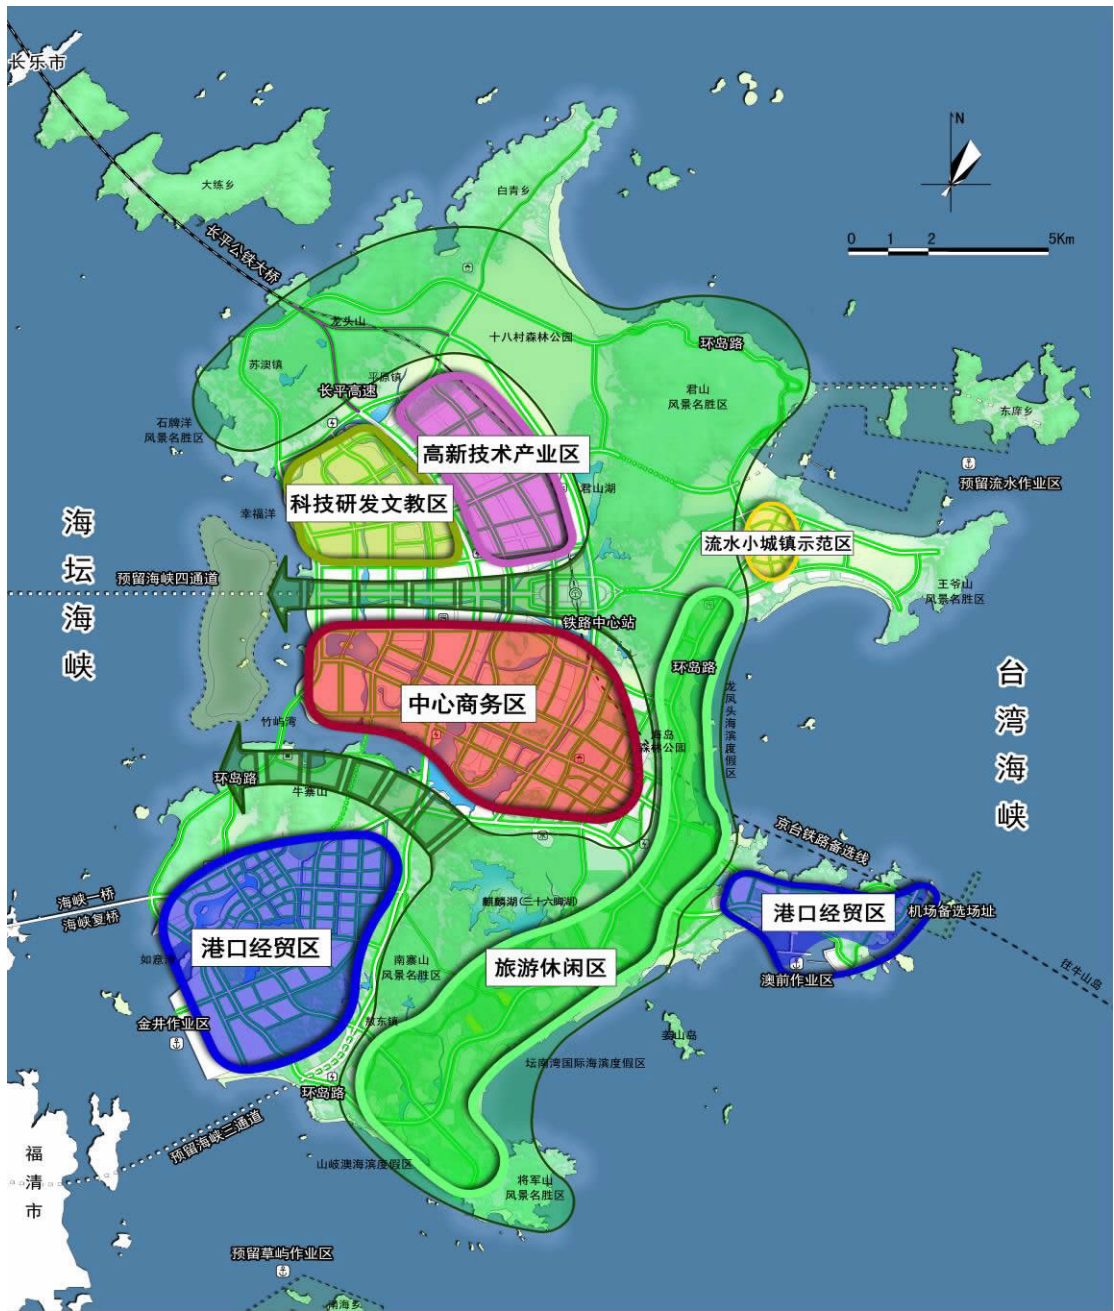 长乐市
N
大练乡
白青乡
长平公铁大桥
0 1 2 5Km
龙头山
十八村森林公园
环岛路
苏澳镇
平原镇
长平高速
君山
风景名胜区
东庠乡
石牌洋
风景名胜区
高新技术产业区
预留流水作业区
科技研发文教区
君山湖
幸福洋
流水小城镇示范区
海坛海峡
预留海峡四通道
王爷山
风景名胜区
铁路中心站
环岛路
台湾海峡
中心商务区
龙凤头海滨度假区
竹屿湾
海岛
森林公园
环岛路
牛寨山
京台铁路备选线
海峡一桥
海峡复桥
麒麟湖(三十六脚湖)
港口经贸区
机场备选场址
港口经贸区
如意
南寨山
风景名胜区
旅游休闲区
澳前作业区
往牛山岛
金井作业区
敖东镇
姜山岛
坛南湾国际海滨度假区
环岛路
预留海峡三通道
福清市
山岐澳海滨度假区
将军山
风景名胜区
预留草屿作业区
南海乡